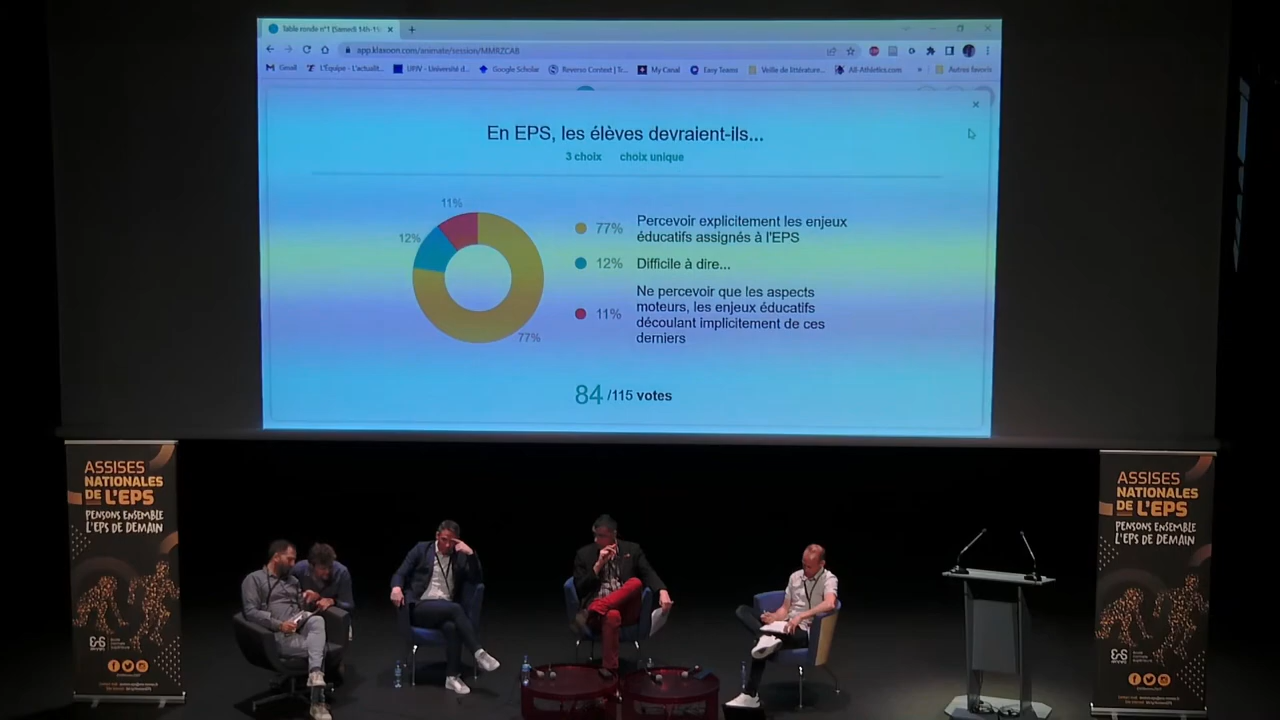 Table ronde n°1 (Samedi 14h-15
app.klaxoon.com/animate/session/MMRZCAB
Gmail
L'Équipe - L'actualit...
Google Scholar
Reverso Context | Tr...
My Canal
Easy Teams
Veille de littérature...
All-Athletics.com
»
Autres favoris
En EPS, les élèves devraient-ils...
3 choix choix unique
11%
12%
77%
77% Percevoir explicitement les enjeux
éducatifs assignés à l'EPS
12% Difficile à dire...
11% Ne percevoir que les aspects
moteurs, les enjeux éducatifs
découlant implicitement de ces
derniers
84 /115 votes
ASSISES
NATIONALES
DE L'EPS
PENSONS ENSEMBLE
L'EPS DE DEMAIN
ASSISES
NATIONALES
DE L'EPS
PENSONS ENSEMBLE
L'EPS DE DEMAIN